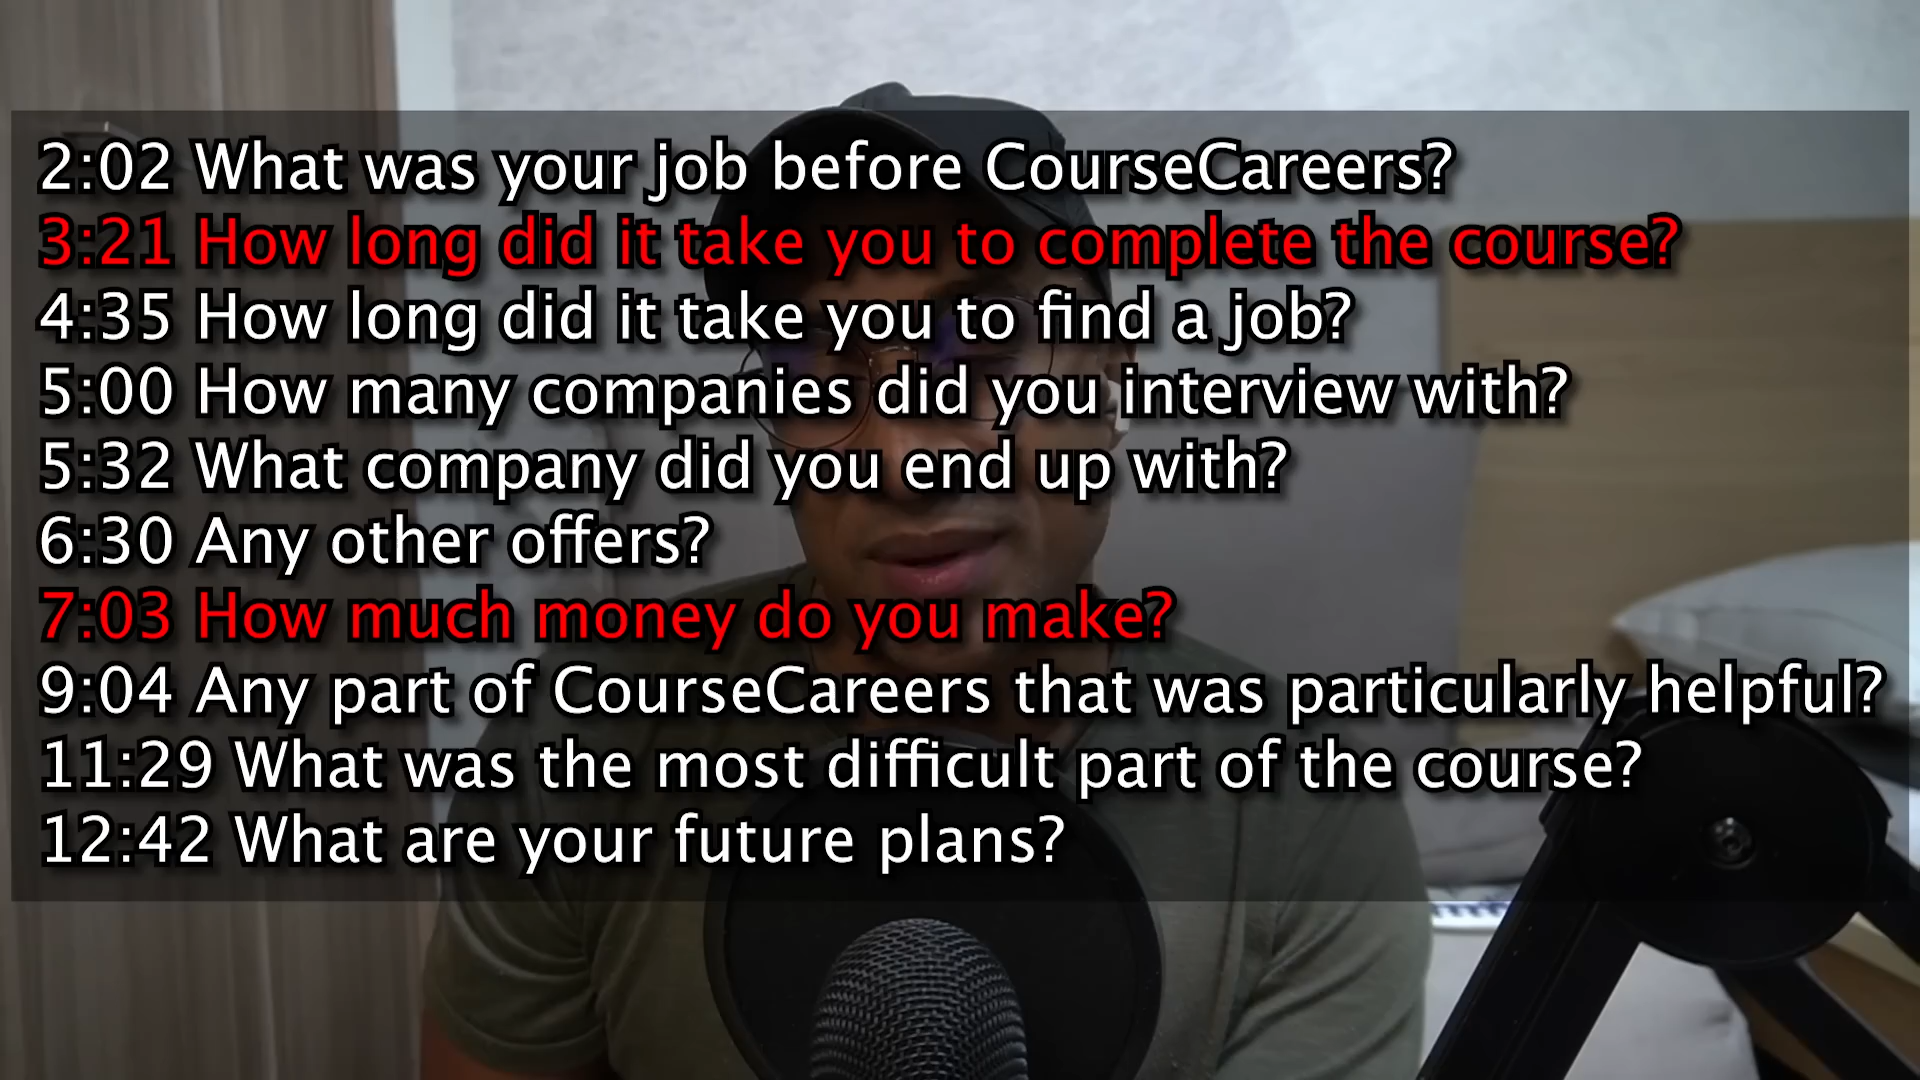 2:02 What was your job before CourseCareers?
3:21 How long did it take you to complete the course?
4:35 How long did it take you to find a job?
5:00 How many companies did you interview with?
5:32 What company did you end up with?
6:30 Any other offers?
7:03 How much money do you make?
9:04 Any part of CourseCareers that was particularly helpful?
11:29 What was the most difficult part of the course?
12:42 What are your future plans?